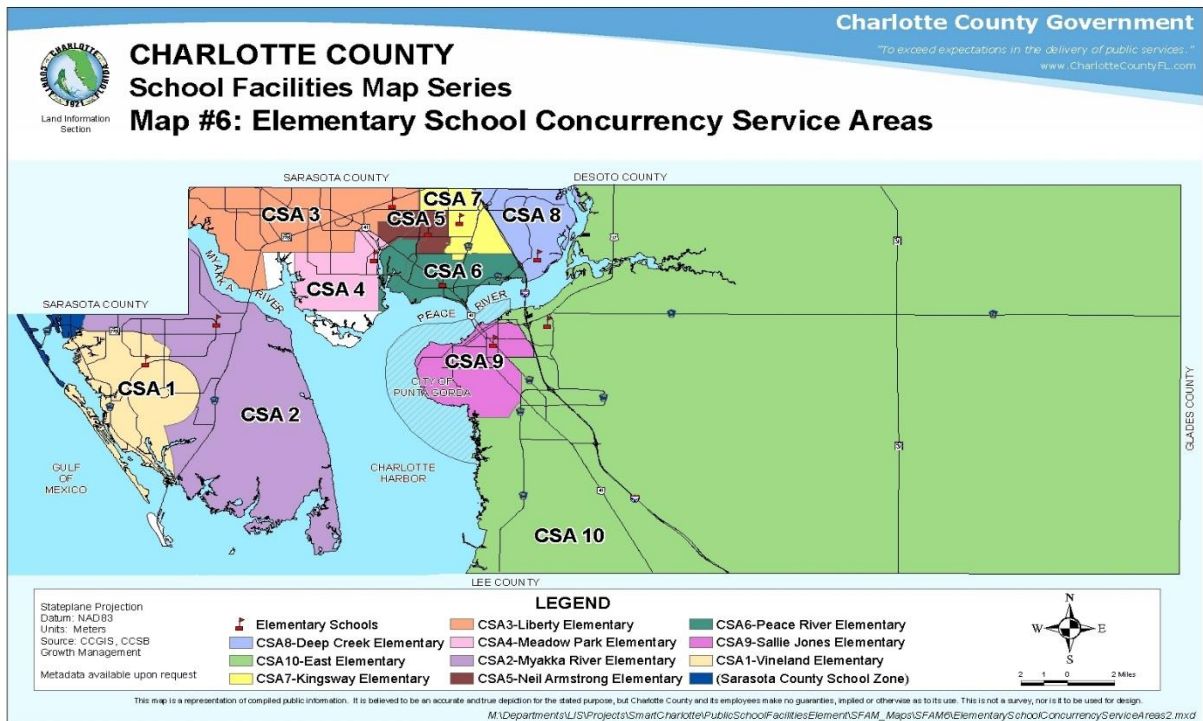 Charlotte County Government
"To exceed expectations in the delivery of public services."
www.CharlotteCountyFL.com
CHARLOTTE COUNTY FLORIDA
1921
Land Information
Section
CHARLOTTE COUNTY
School Facilities Map Series
Map #6: Elementary School Concurrency Service Areas
SARASOTA COUNTY
DESOTO COUNTY
CSA 7
CSA 3
CSA 5
CSA 8
MYAKKA RIVER
CSA 6
CSA 4
SARASOTA COUNTY
PEACE RIVER
CSA 9
CSA 1
CITY OF
PUNTA GORDA
CSA 2
GLADES COUNTY
GULF
OF
MEXICO
CHARLOTTE
HARBOR
CSA 10
LEE COUNTY
Stateplane Projection
Datum: NAD83
Units: Meters
Source: CCGIS, CCSB
Growth Management
Metadata available upon request
LEGEND
Elementary Schools
CSA8-Deep Creek Elementary
CSA10-East Elementary
CSA7-Kingsway Elementary
CSA3-Liberty Elementary
CSA4-Meadow Park Elementary
CSA2-Myakka River Elementary
CSA5-Neil Armstrong Elementary
CSA6-Peace River Elementary
CSA9-Sallie Jones Elementary
CSA1-Vineland Elementary
(Sarasota County School Zone)
N
W E
S
2 1 0 2 Miles
This map is a representation of compiled public information. It is believed to be an accurate and true depiction for the stated purpose, but Charlotte County and its employees make no guaranties, implied or otherwise as to its use. This is not a survey, nor is it to be used for design.
M:\Departments\LIS\Projects\SmartCharlotte\PublicSchoolFacilitiesElement\SFAM_Maps\SFAM6\ElementarySchoolConcurrencyServiceAreas2.mxd